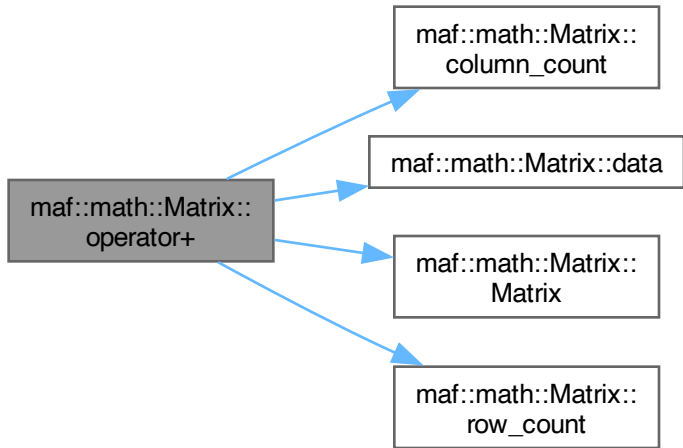 maf::math::Matrix::
operator+
maf::math::Matrix::
column_count
maf::math::Matrix::data
maf::math::Matrix::
Matrix
maf::math::Matrix::
row_count